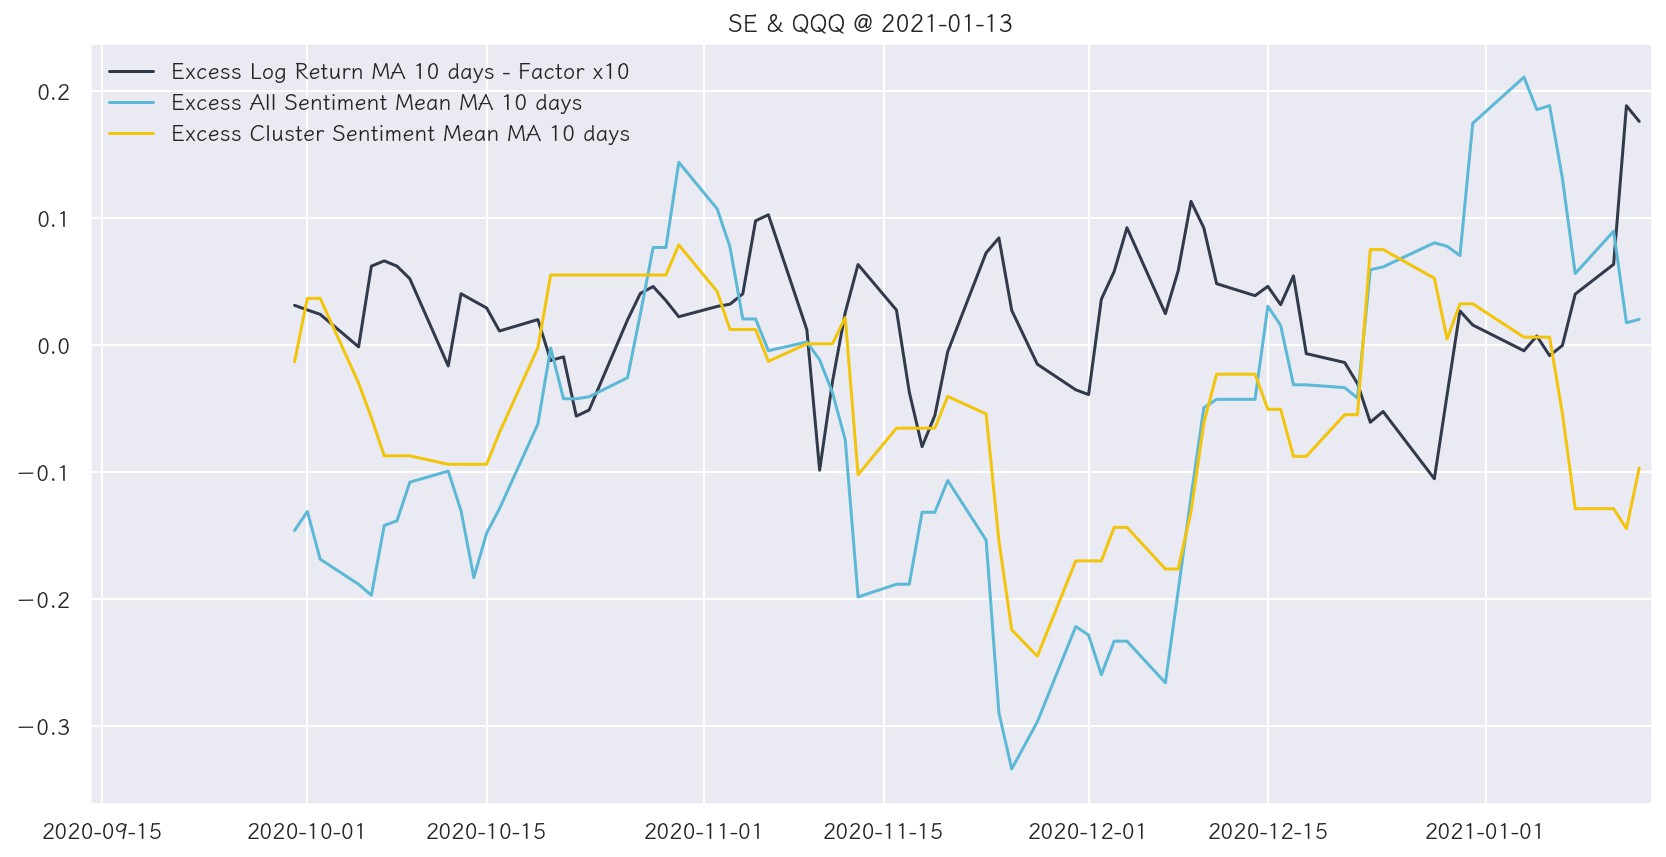 SE & QQQ @ 2021-01-13
Excess Log Return MA 10 days - Factor x10
Excess All Sentiment Mean MA 10 days
Excess Cluster Sentiment Mean MA 10 days
0.2
0.1
0.0
−0.1
−0.2
−0.3
2020-09-15 2020-10-01 2020-10-15 2020-11-01 2020-11-15 2020-12-01 2020-12-15 2021-01-01